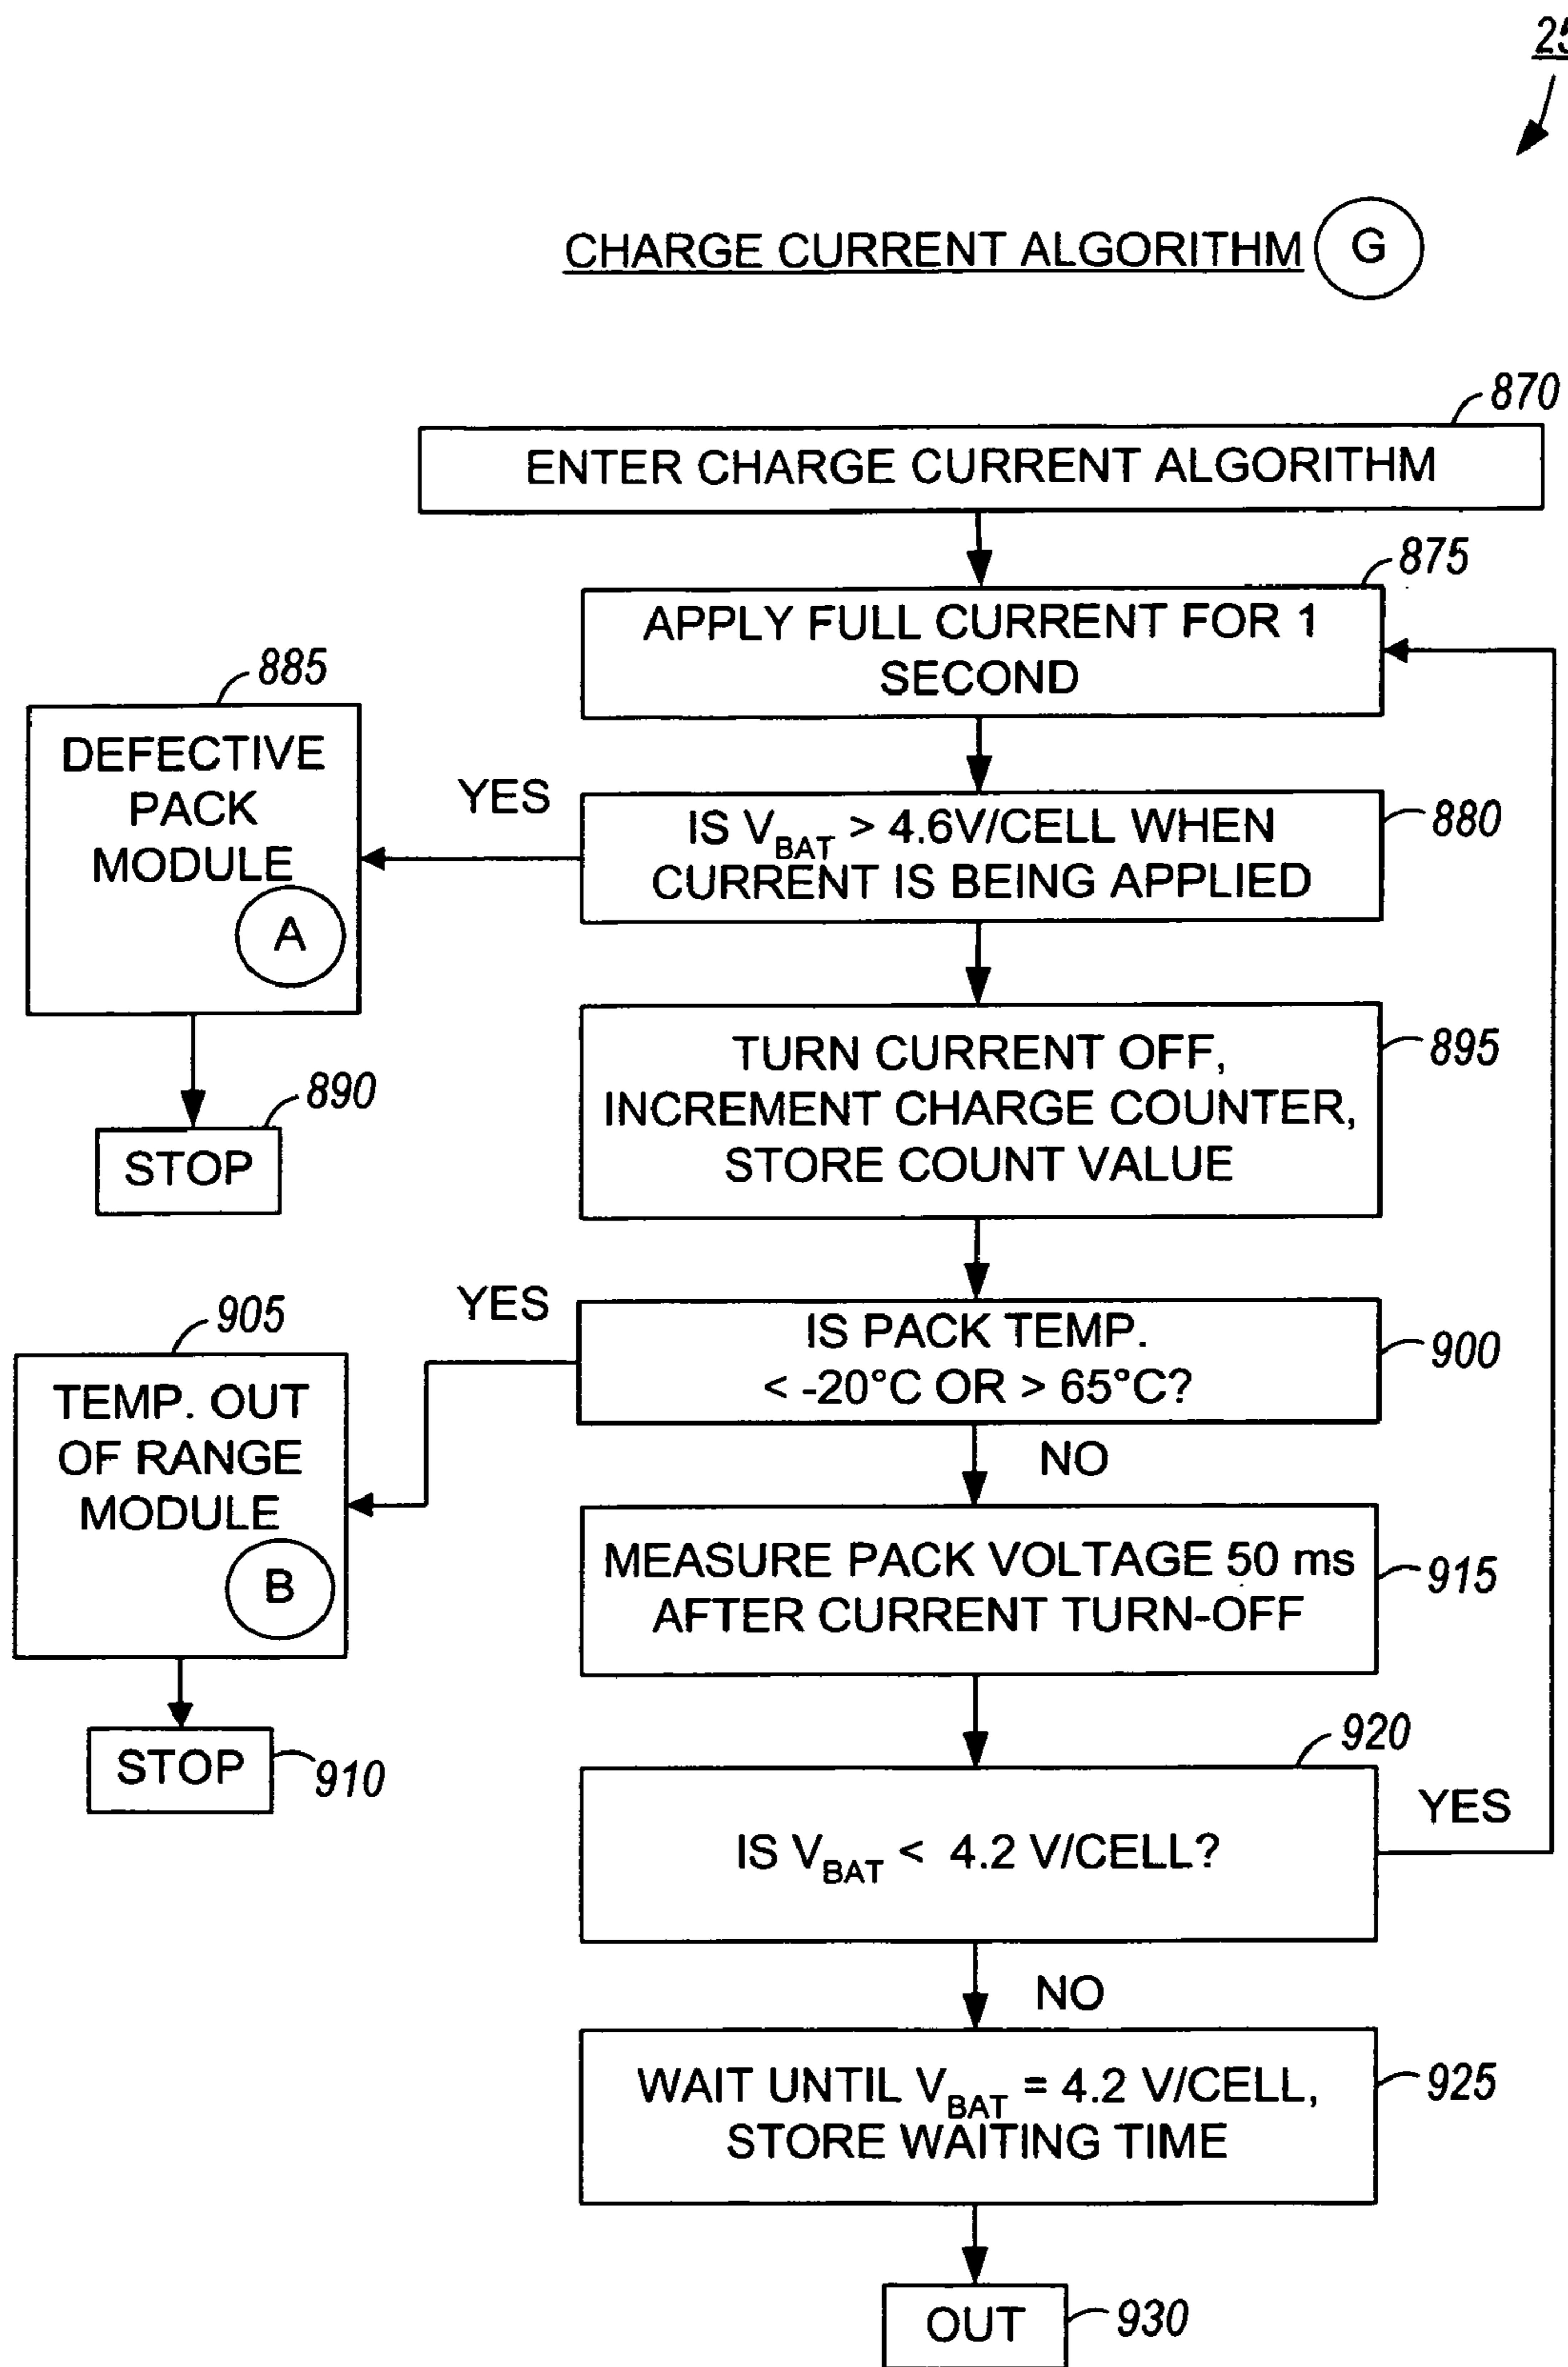 25
CHARGE CURRENT ALGORITHM G
870
ENTER CHARGE CURRENT ALGORITHM
875
APPLY FULL CURRENT FOR 1
SECOND
885
DEFECTIVE
PACK
MODULE
A
YES
880
IS VBAT > 4.6V/CELL WHEN
CURRENT IS BEING APPLIED
890
STOP
895
TURN CURRENT OFF,
INCREMENT CHARGE COUNTER,
STORE COUNT VALUE
YES
900
IS PACK TEMP.
< -20°C OR > 65°C?
905
TEMP. OUT
OF RANGE
MODULE
B
NO
915
MEASURE PACK VOLTAGE 50 ms
AFTER CURRENT TURN-OFF
STOP
910
920
YES
IS VBAT < 4.2 V/CELL?
NO
925
WAIT UNTIL VBAT = 4.2 V/CELL,
STORE WAITING TIME
OUT
930